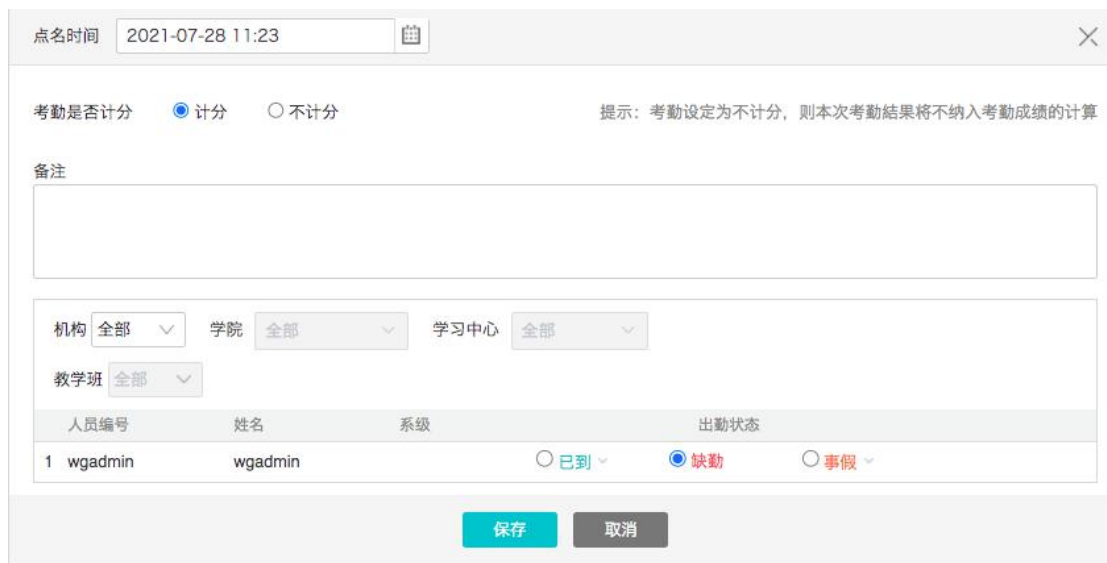 点名时间 2021-07-28 11:23
考勤是否计分 计分 不计分 提示：考勤设定为不计分，则本次考勤結果将不纳入考勤成绩的计算
备注
机构 全部 学院 全部 学习中心 全部
教学班 全部
人员编号 姓名 系级 出勤状态
1 wgadmin wgadmin 已到 缺勤 事假
保存 取消